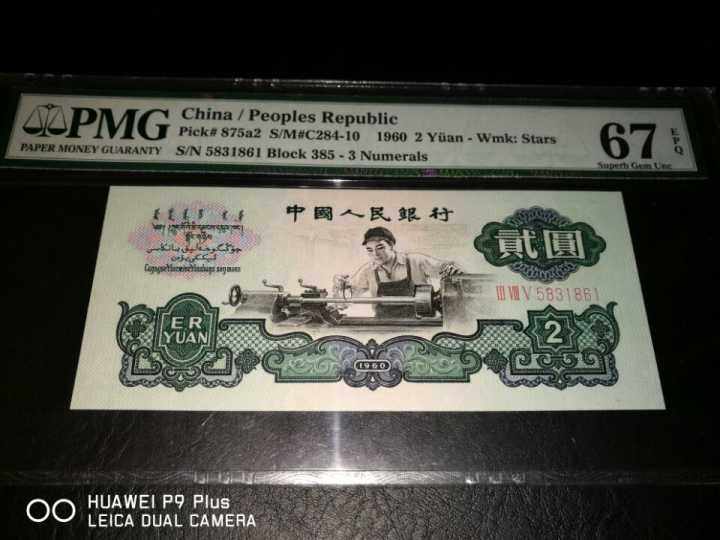 PMG
PAPER MONEY GUARANTY
China / Peoples Republic
Pick# 875a2 S/M#C284-10 1960 2 Yüan - Wmk: Stars
S/N 5831861 Block 385 - 3 Numerals
67
EPQ
Superb Gem Unc
中國人民銀行
貳圓
III VIII V 5831861
ER
YUAN
1960
2
HUAWEI P9 Plus
LEICA DUAL CAMERA